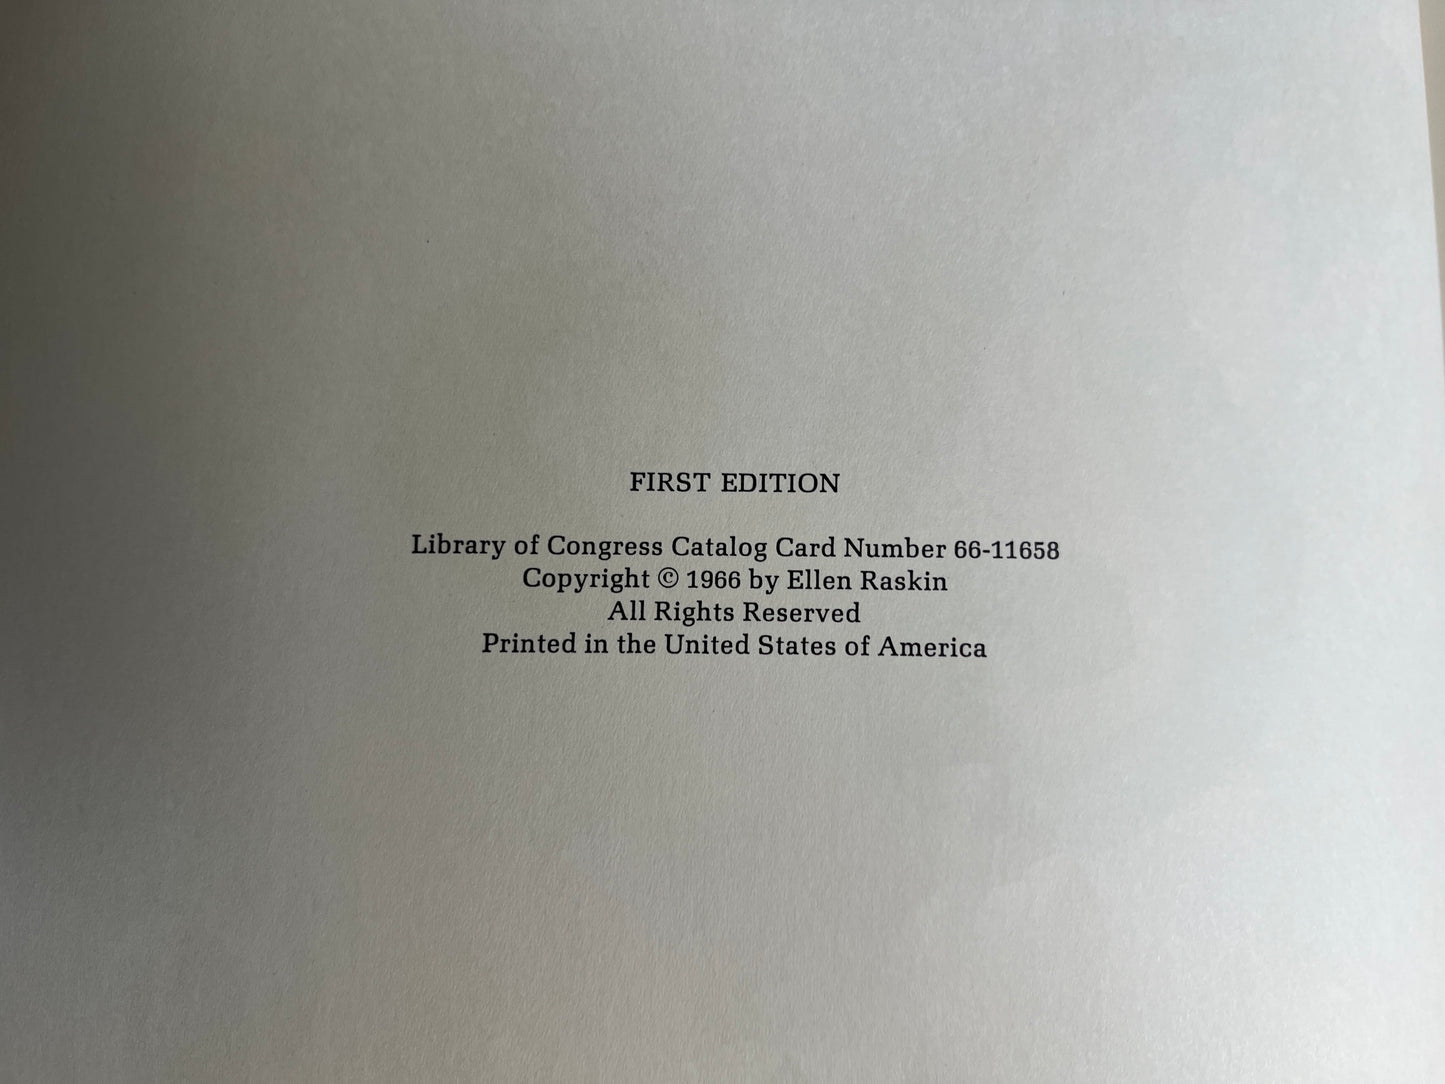 FIRST EDITION
Library of Congress Catalog Card Number 66-11658
Copyright © 1966 by Ellen Raskin
All Rights Reserved
Printed in the United States of America